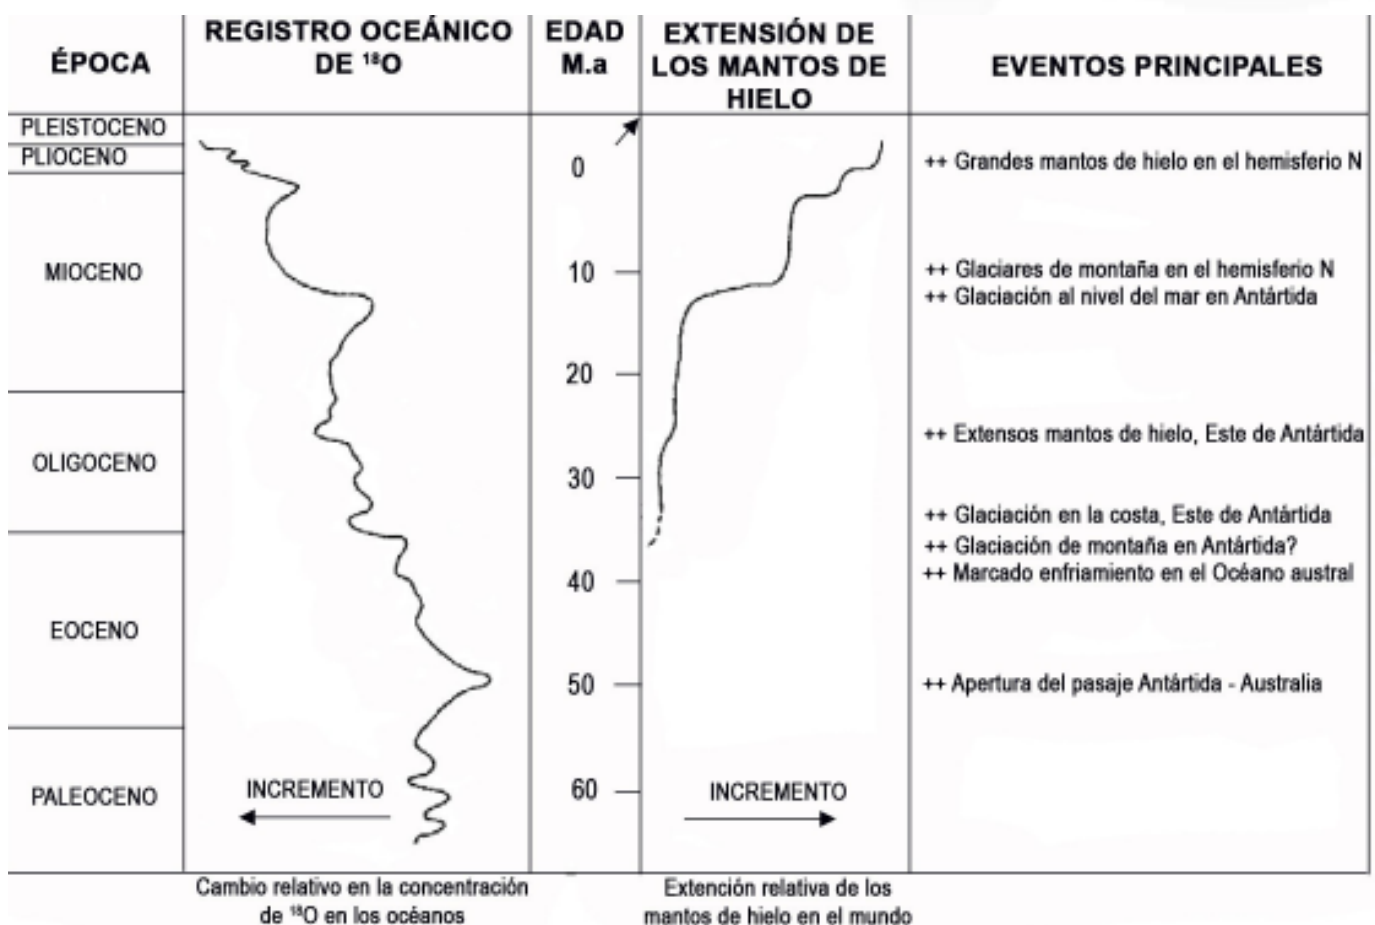 ÉPOCA
REGISTRO OCEÁNICO
DE ¹⁸O
EDAD
M.a
EXTENSIÓN DE
LOS MANTOS DE
HIELO
EVENTOS PRINCIPALES
PLEISTOCENO
PLIOCENO
MIOCENO
OLIGOCENO
EOCENO
PALEOCENO
INCREMENTO
0
10
20
30
40
50
60
INCREMENTO
++ Grandes mantos de hielo en el hemisferio N
++ Glaciares de montaña en el hemisferio N
++ Glaciación al nivel del mar en Antártida
++ Extensos mantos de hielo, Este de Antártida
++ Glaciación en la costa, Este de Antártida
++ Glaciación de montaña en Antártida?
++ Marcado enfriamiento en el Océano austral
++ Apertura del pasaje Antártida - Australia
Cambio relativo en la concentración
de ¹⁸O en los océanos
Extención relativa de los
mantos de hielo en el mundo